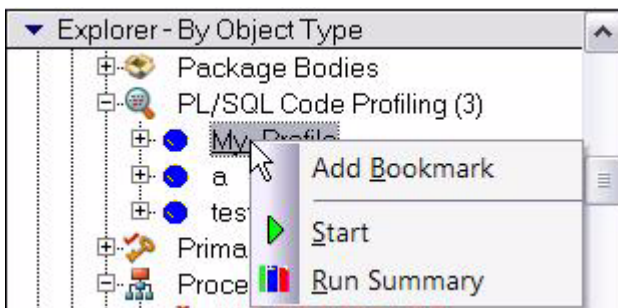 Explorer - By Object Type
Package Bodies
PL/SQL Code Profiling (3)
My Profile
Add Bookmark
a
Start
Run Summary